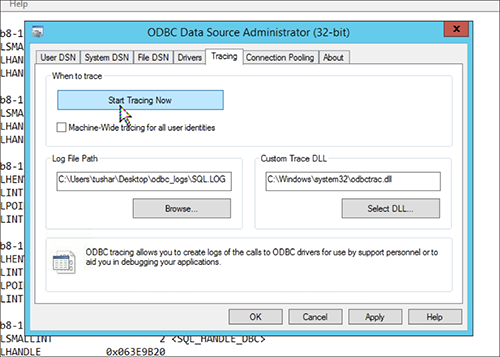 Help
ODBC Data Source Administrator (32-bit)
User DSN System DSN File DSN Drivers Tracing Connection Pooling About
When to trace
Start Tracing Now
Machine-Wide tracing for all user identities
Log File Path
Custom Trace DLL
C:\Users\tushar\Desktop\odbc_logs\SQL.LOG
C:\Windows\system32\odbctrac.dll
Browse...
Select DLL...
ODBC tracing allows you to create logs of the calls to ODBC drivers for use by support personnel or to
aid you in debugging your applications.
OK Cancel Apply Help
b8-1
LSMA
LHAN
LHAN
b8-1
LSMA
LHAN
LHAN
b8-1
LHEN
LINT
LPOI
LINT
b8-1
LHEN
LINT
LPOI
LINT
b8-1
LSMALLINT 2 <SQL_HANDLE_DBC>
LHANDLE 0x063E9B20